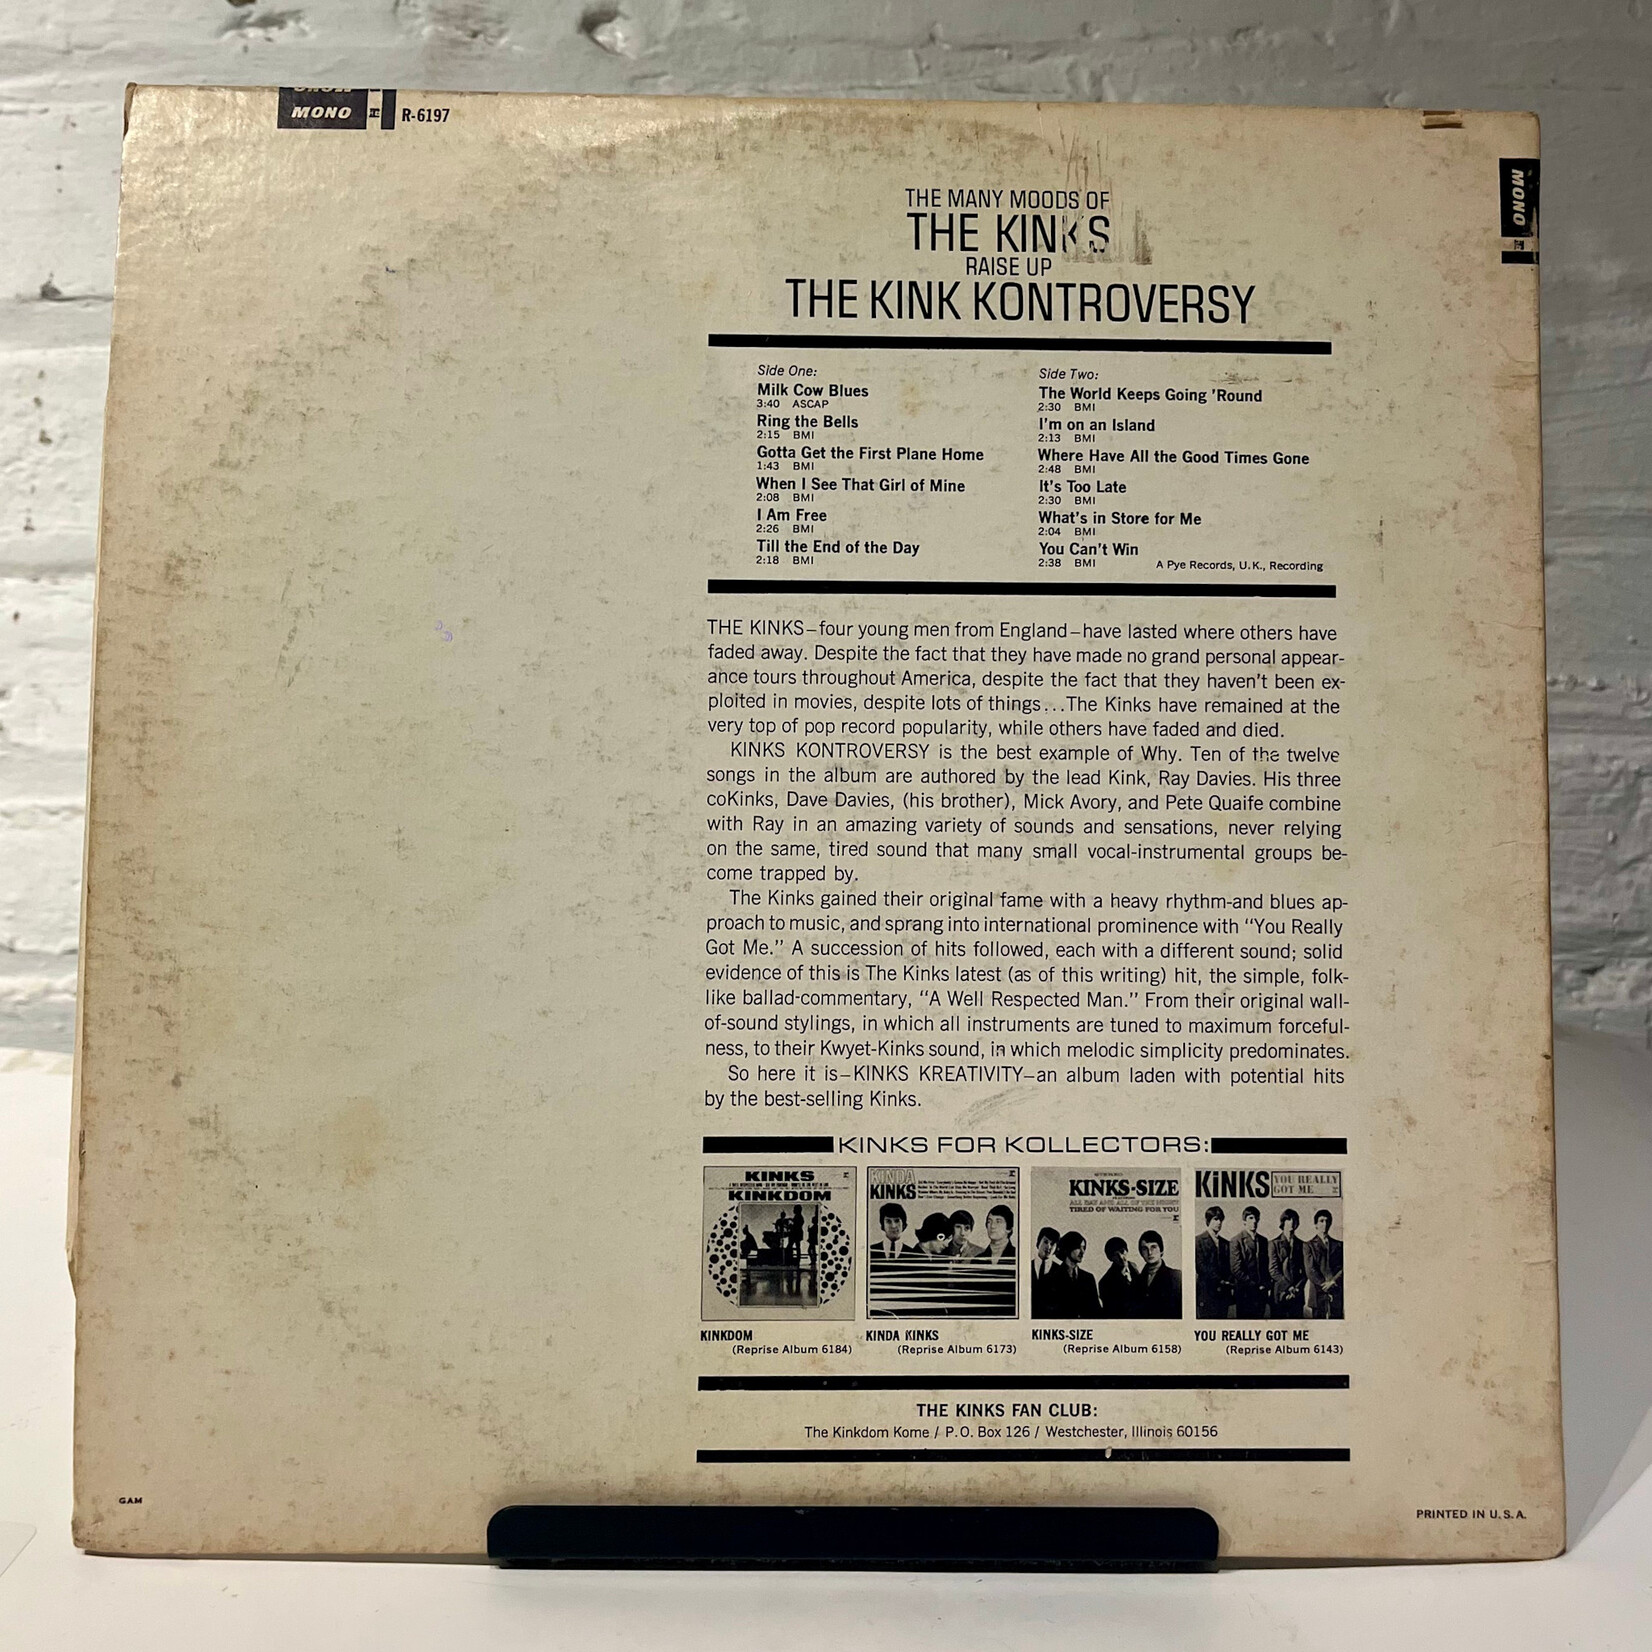 MONO R-6197
MONO
THE MANY MOODS OF
THE KINKS
RAISE UP
THE KINK KONTROVERSY
Side One:
Milk Cow Blues
3:40 ASCAP
Ring the Bells
2:15 BMI
Gotta Get the First Plane Home
1:43 BMI
When I See That Girl of Mine
2:08 BMI
I Am Free
2:26 BMI
Till the End of the Day
2:18 BMI
Side Two:
The World Keeps Going 'Round
2:30 BMI
I'm on an Island
2:13 BMI
Where Have All the Good Times Gone
2:48 BMI
It's Too Late
2:30 BMI
What's in Store for Me
2:04 BMI
You Can't Win
2:38 BMI
A Pye Records, U.K., Recording
THE KINKS–four young men from England–have lasted where others have
faded away. Despite the fact that they have made no grand personal appear-
ance tours throughout America, despite the fact that they haven't been ex-
ploited in movies, despite lots of things...The Kinks have remained at the
very top of pop record popularity, while others have faded and died.
KINKS KONTROVERSY is the best example of Why. Ten of the twelve
songs in the album are authored by the lead Kink, Ray Davies. His three
coKinks, Dave Davies, (his brother), Mick Avory, and Pete Quaife combine
with Ray in an amazing variety of sounds and sensations, never relying
on the same, tired sound that many small vocal-instrumental groups be-
come trapped by.
The Kinks gained their original fame with a heavy rhythm-and blues ap-
proach to music, and sprang into international prominence with "You Really
Got Me." A succession of hits followed, each with a different sound; solid
evidence of this is The Kinks latest (as of this writing) hit, the simple, folk-
like ballad-commentary, "A Well Respected Man." From their original wall-
of-sound stylings, in which all instruments are tuned to maximum forceful-
ness, to their Kwyet-Kinks sound, in which melodic simplicity predominates.
So here it is–KINKS KREATIVITY–an album laden with potential hits
by the best-selling Kinks.
KINKS FOR KOLLECTORS:
KINKS
KINKDOM
KINDA
KINKS
KINKS-SIZE
ALL DAY AND ALL OF THE NIGHT
TIRED OF WAITING FOR YOU
KiNKS YOU REALLY
GOT ME
KINKDOM
(Reprise Album 6184)
KINDA KINKS
(Reprise Album 6173)
KINKS-SIZE
(Reprise Album 6158)
YOU REALLY GOT ME
(Reprise Album 6143)
THE KINKS FAN CLUB:
The Kinkdom Kome / P.O. Box 126 / Westchester, Illinois 60156
GAM
PRINTED IN U.S.A.